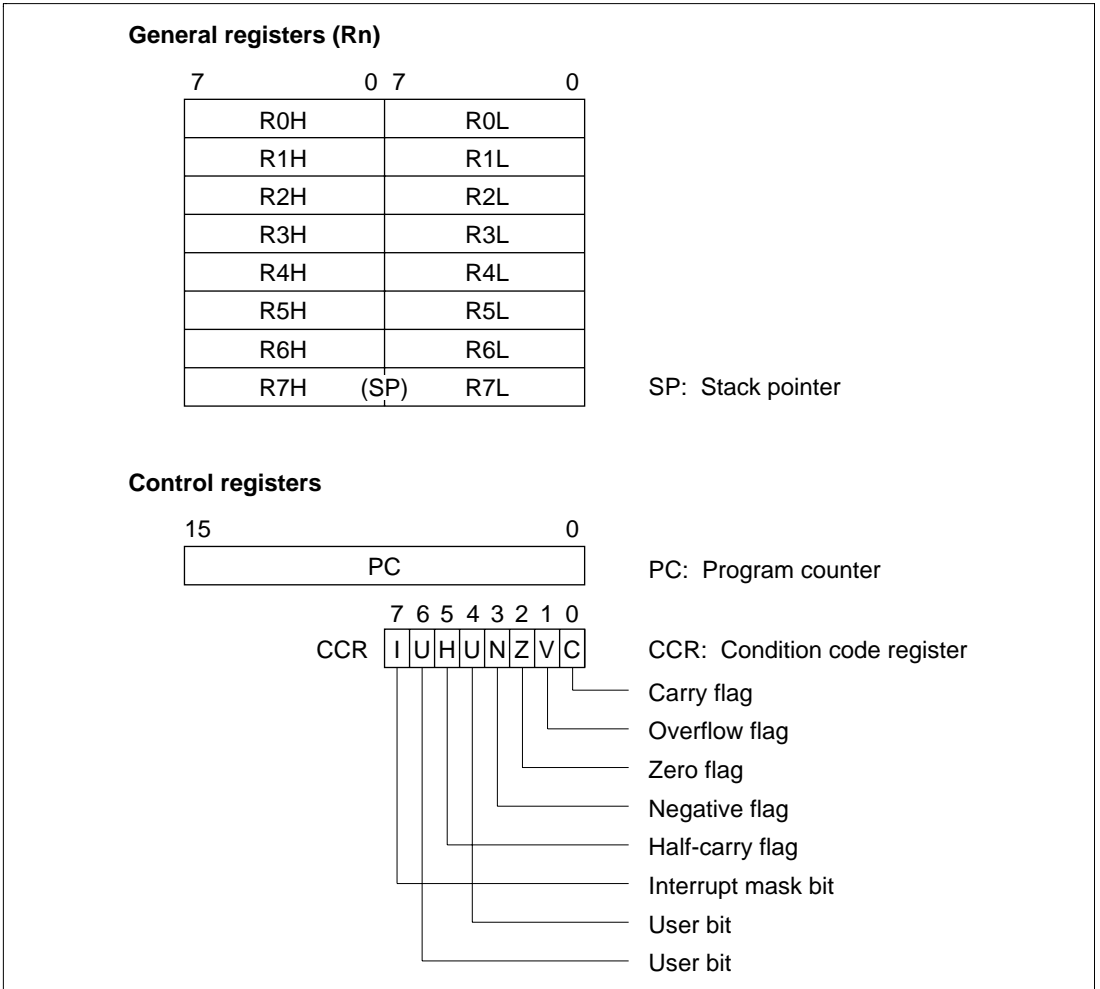 General registers (Rn)
7 0 7 0
R0H R0L
R1H R1L
R2H R2L
R3H R3L
R4H R4L
R5H R5L
R6H R6L
R7H (SP) R7L SP: Stack pointer
Control registers
15 0
PC PC: Program counter
7 6 5 4 3 2 1 0
CCR I U H U N Z V C CCR: Condition code register
Carry flag
Overflow flag
Zero flag
Negative flag
Half-carry flag
Interrupt mask bit
User bit
User bit